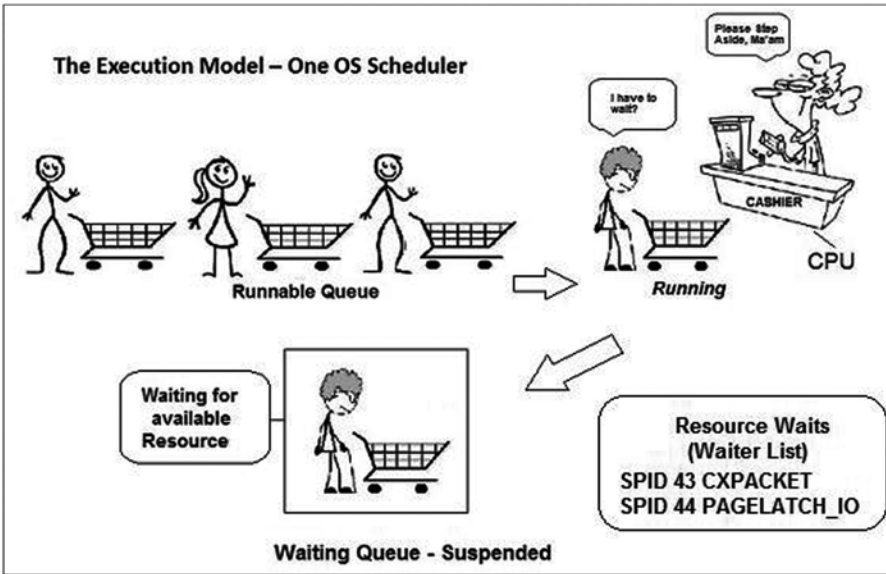 The Execution Model – One OS Scheduler
Please Step
Aside, Ma'am
I have to
wait?
CASHIER
CPU
Runnable Queue
Running
Waiting for
available
Resource
Resource Waits
(Waiter List)
SPID 43 CXPACKET
SPID 44 PAGELATCH_IO
Waiting Queue - Suspended